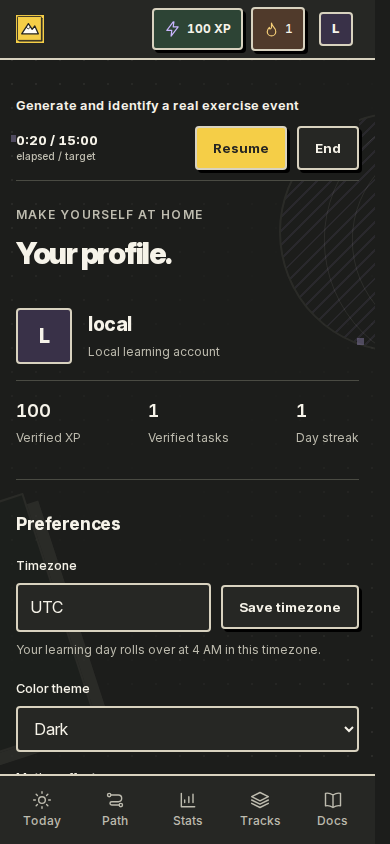 100 XP
1
L
Generate and identify a real exercise event
0:20 / 15:00
elapsed / target
Resume
End
MAKE YOURSELF AT HOME
Your profile.
L
local
Local learning account
100
1
1
Verified XP
Verified tasks
Day streak
Preferences
Timezone
UTC
Save timezone
Your learning day rolls over at 4 AM in this timezone.
Color theme
Dark
Today
Path
Stats
Tracks
Docs